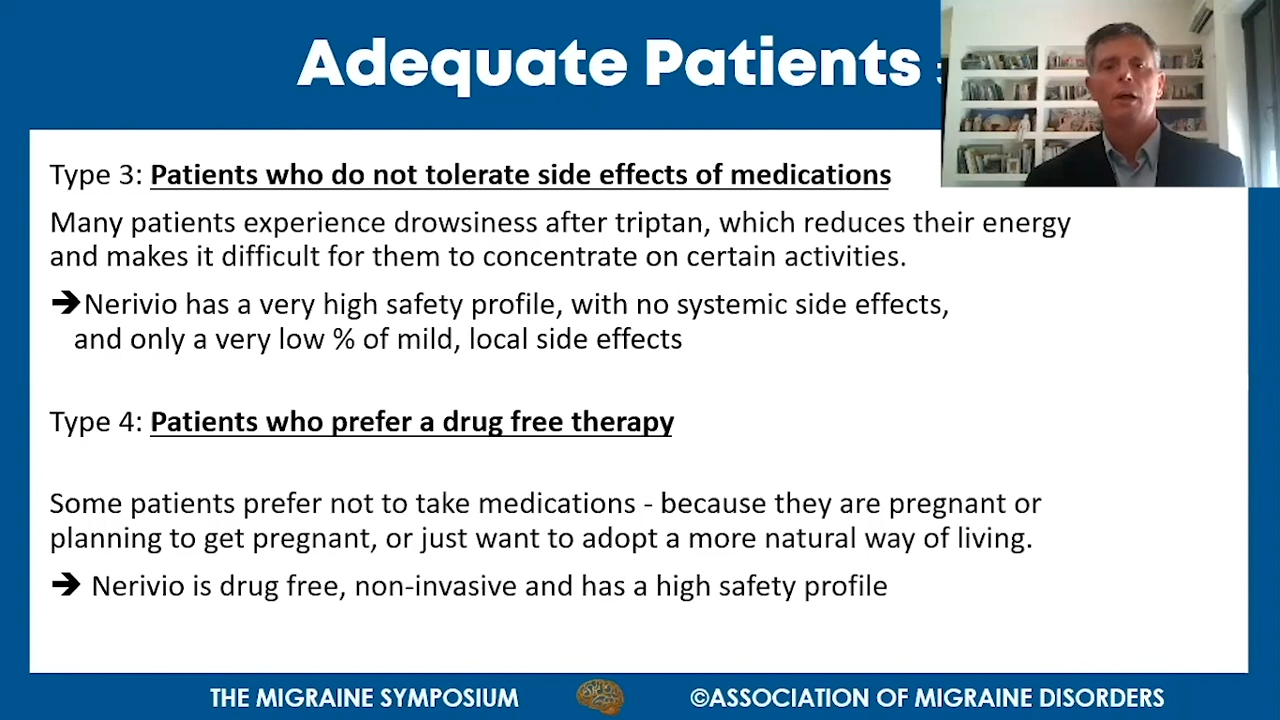 Adequate Patients
Type 3: Patients who do not tolerate side effects of medications
Many patients experience drowsiness after triptan, which reduces their energy
and makes it difficult for them to concentrate on certain activities.
➔Nerivio has a very high safety profile, with no systemic side effects,
and only a very low % of mild, local side effects
Type 4: Patients who prefer a drug free therapy
Some patients prefer not to take medications - because they are pregnant or
planning to get pregnant, or just want to adopt a more natural way of living.
➔ Nerivio is drug free, non-invasive and has a high safety profile
THE MIGRAINE SYMPOSIUM
©ASSOCIATION OF MIGRAINE DISORDERS